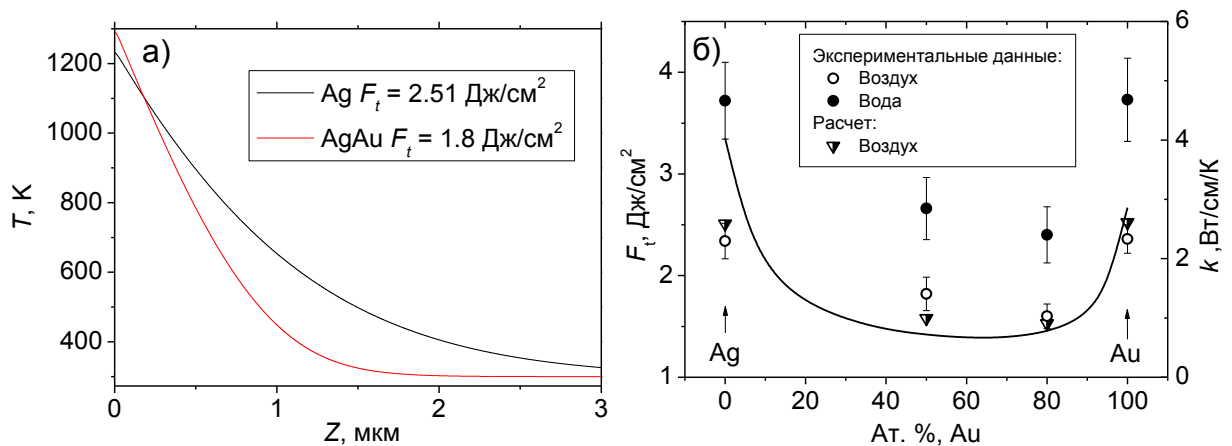 а)
T, К
1200
1000
800
600
400
Ag F_t = 2.51 Дж/см²
AgAu F_t = 1.8 Дж/см²
0
1
2
3
Z, мкм
б)
F_t, Дж/см²
4
3
2
1
Экспериментальные данные:
Воздух
Вода
Расчет:
Воздух
Ag
Au
6
4
2
0
k ,Вт/см/К
0
20
40
60
80
100
Ат. %, Au